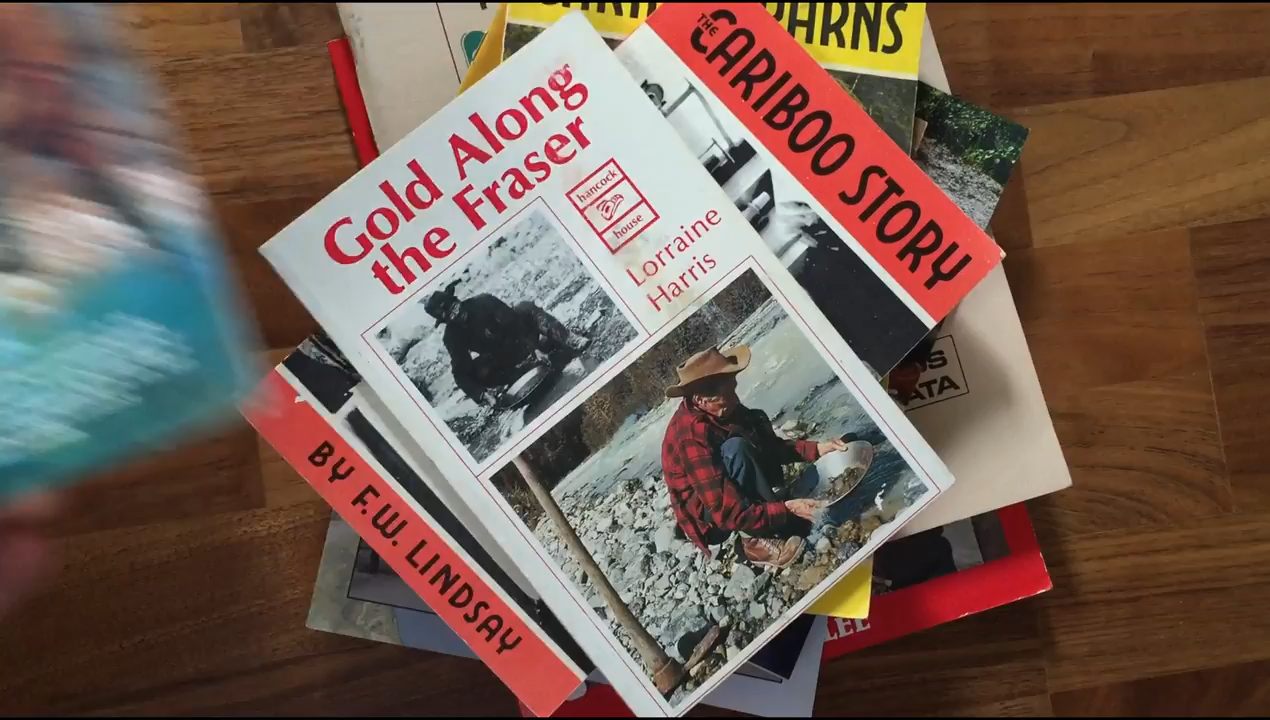 Gold Along
the Fraser
hancock
house
Lorraine
Harris
THE
CARIBOO STORY
BY F.W. LINDSAY